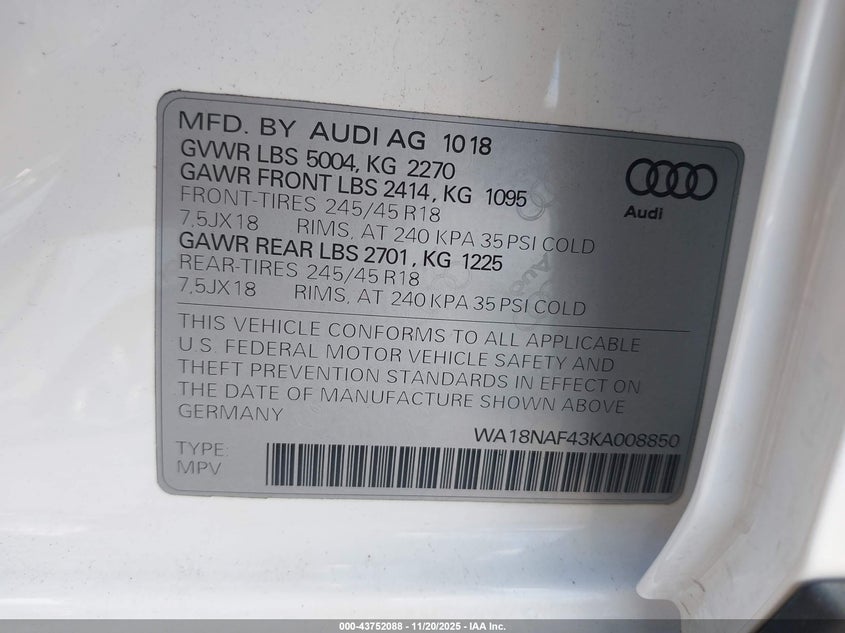 MFD. BY AUDI AG 1018
GVWR LBS 5004, KG 2270
GAWR FRONT LBS 2414, KG 1095
FRONT-TIRES 245/45 R18
7,5JX18 RIMS, AT 240 KPA 35 PSI COLD
GAWR REAR LBS 2701, KG 1225
REAR-TIRES 245/45 R18
7,5JX18 RIMS, AT 240 KPA 35 PSI COLD
Audi
THIS VEHICLE CONFORMS TO ALL APPLICABLE
U.S. FEDERAL MOTOR VEHICLE SAFETY AND
THEFT PREVENTION STANDARDS IN EFFECT ON
THE DATE OF MANUFACTURE SHOWN ABOVE
GERMANY
WA18NAF43KA008850
TYPE:
MPV
000-43752088 - 11/20/2025 - IAA Inc.